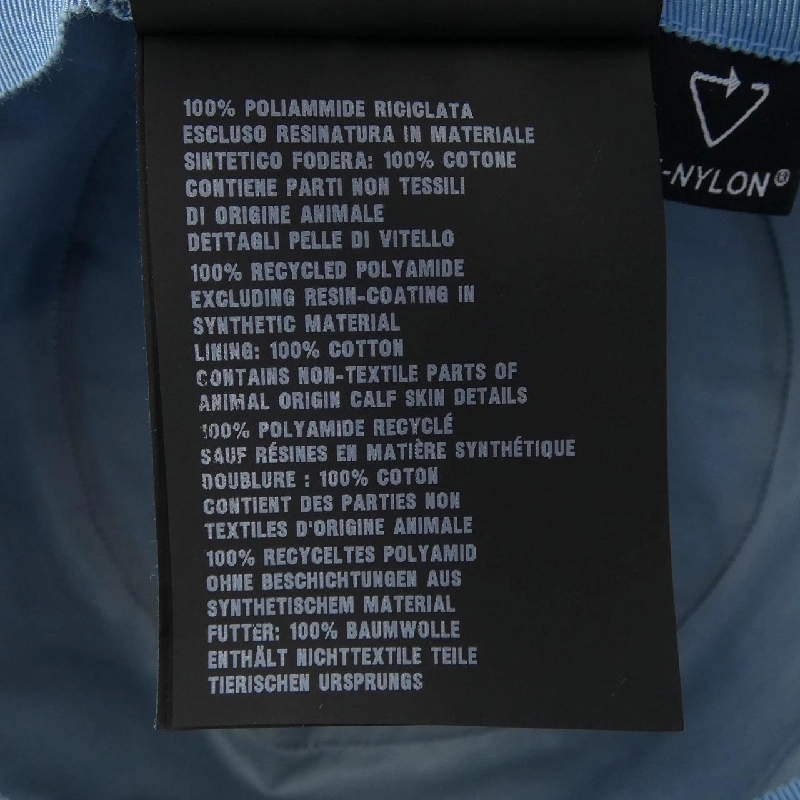 100% POLIAMMIDE RICICLATA
ESCLUSO RESINATURA IN MATERIALE
SINTETICO FODERA: 100% COTONE
CONTIENE PARTI NON TESSILI
DI ORIGINE ANIMALE
DETTAGLI PELLE DI VITELLO
100% RECYCLED POLYAMIDE
EXCLUDING RESIN-COATING IN
SYNTHETIC MATERIAL
LINING: 100% COTTON
CONTAINS NON-TEXTILE PARTS OF
ANIMAL ORIGIN CALF SKIN DETAILS
100% POLYAMIDE RECYCLÉ
SAUF RÉSINES EN MATIÈRE SYNTHÉTIQUE
DOUBLURE : 100% COTON
CONTIENT DES PARTIES NON
TEXTILES D'ORIGINE ANIMALE
100% RECYCELTES POLYAMID
OHNE BESCHICHTUNGEN AUS
SYNTHETISCHEM MATERIAL
FUTTER: 100% BAUMWOLLE
ENTHÄLT NICHTTEXTILE TEILE
TIERISCHEN URSPRUNGS
-NYLON®